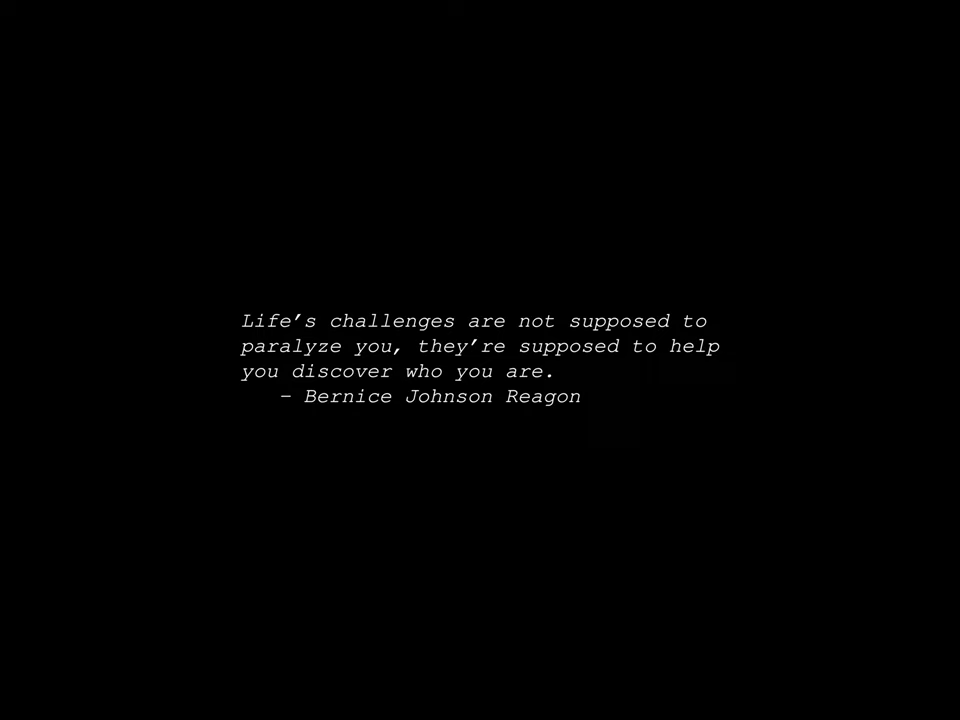 Life’s challenges are not supposed to
paralyze you, they’re supposed to help
you discover who you are.
– Bernice Johnson Reagon